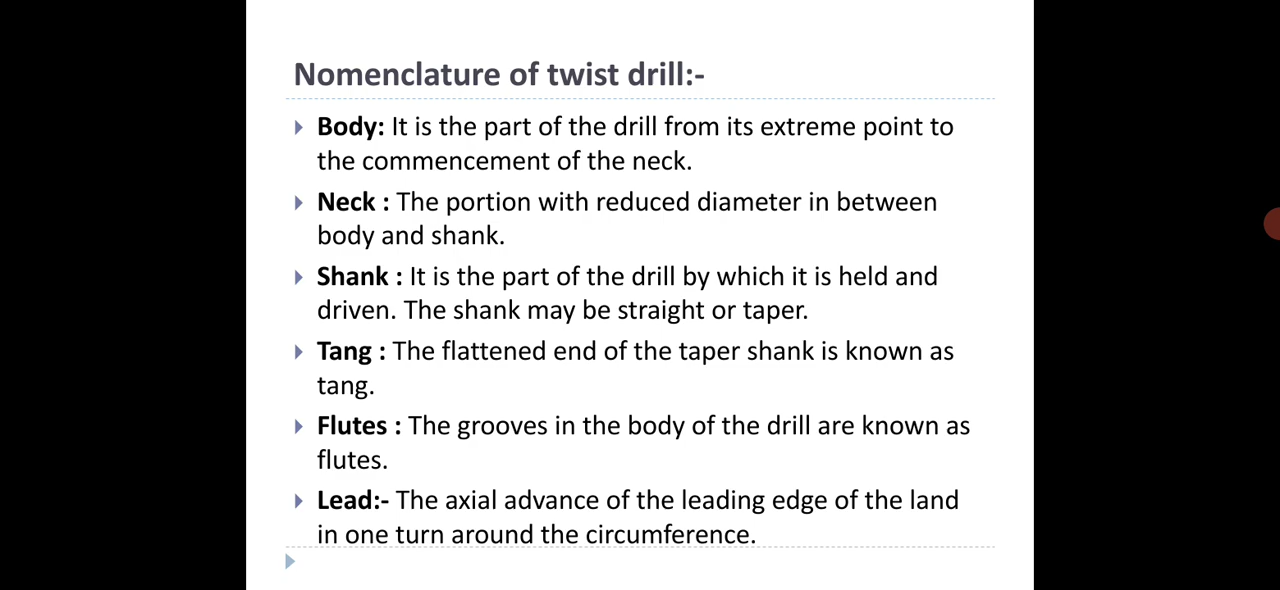 Nomenclature of twist drill:-
Body: It is the part of the drill from its extreme point to
the commencement of the neck.
Neck : The portion with reduced diameter in between
body and shank.
Shank : It is the part of the drill by which it is held and
driven. The shank may be straight or taper.
Tang : The flattened end of the taper shank is known as
tang.
Flutes : The grooves in the body of the drill are known as
flutes.
Lead:- The axial advance of the leading edge of the land
in one turn around the circumference.